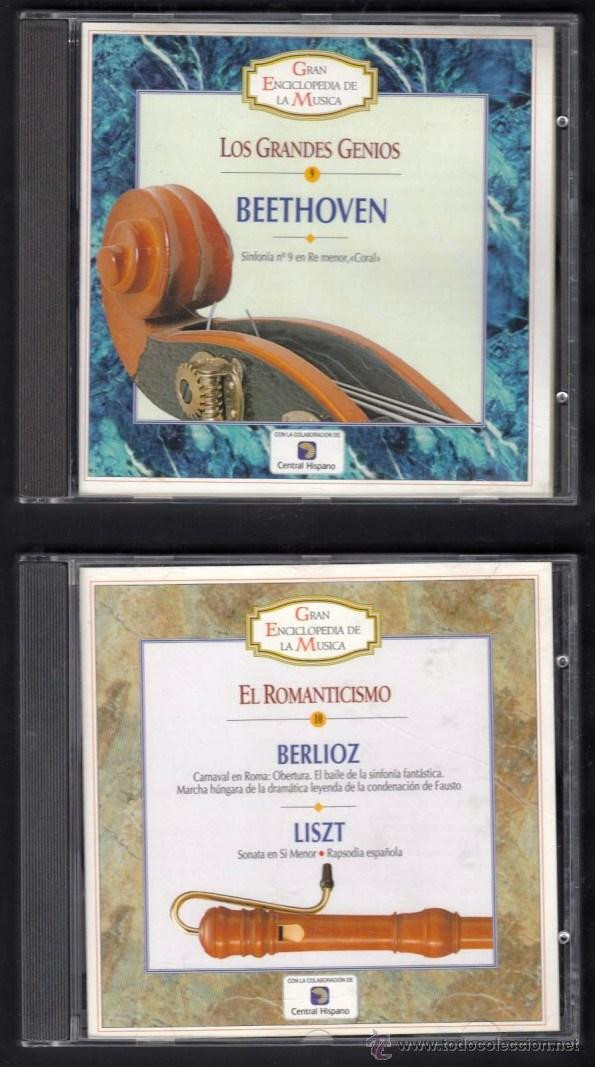 GRAN
ENCICLOPEDIA DE
LA MUSICA
LOS GRANDES GENIOS
9
BEETHOVEN
Sinfonía nº 9 en Re menor,«Coral»
CON LA COLABORACION DE
Central Hispano
GRAN
ENCICLOPEDIA DE
LA MUSICA
EL ROMANTICISMO
10
BERLIOZ
Carnaval en Roma: Obertura. El baile de la sinfonía fantástica.
Marcha húngara de la dramática leyenda de la condenación de Fausto
LISZT
Sonata en Si Menor • Rapsodia española
CON LA COLABORACION DE
Central Hispano
www.todocoleccion.net